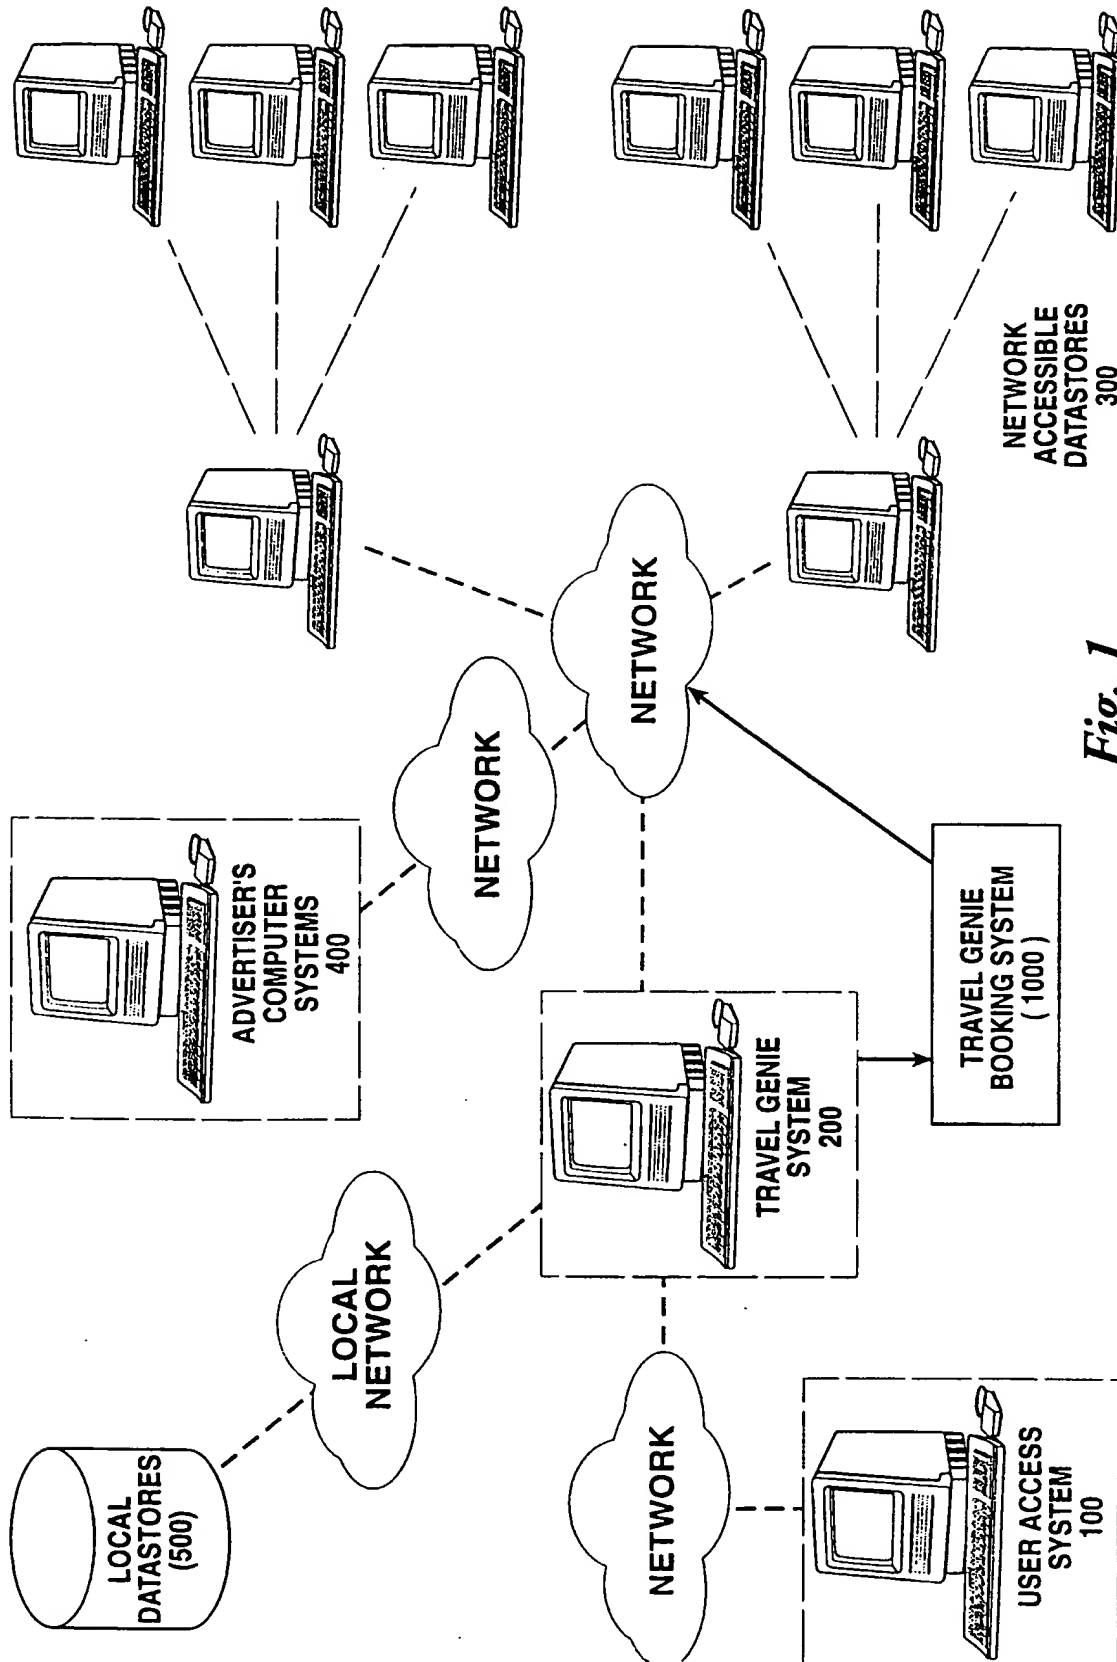 LOCAL
DATASTORES
(500)
ADVERTISER'S
COMPUTER
SYSTEMS
400
LOCAL
NETWORK
NETWORK
NETWORK
NETWORK
TRAVEL GENIE
SYSTEM
200
USER ACCESS
SYSTEM
100
TRAVEL GENIE
BOOKING SYSTEM
( 1000 )
NETWORK
ACCESSIBLE
DATASTORES
300
Fig. 1